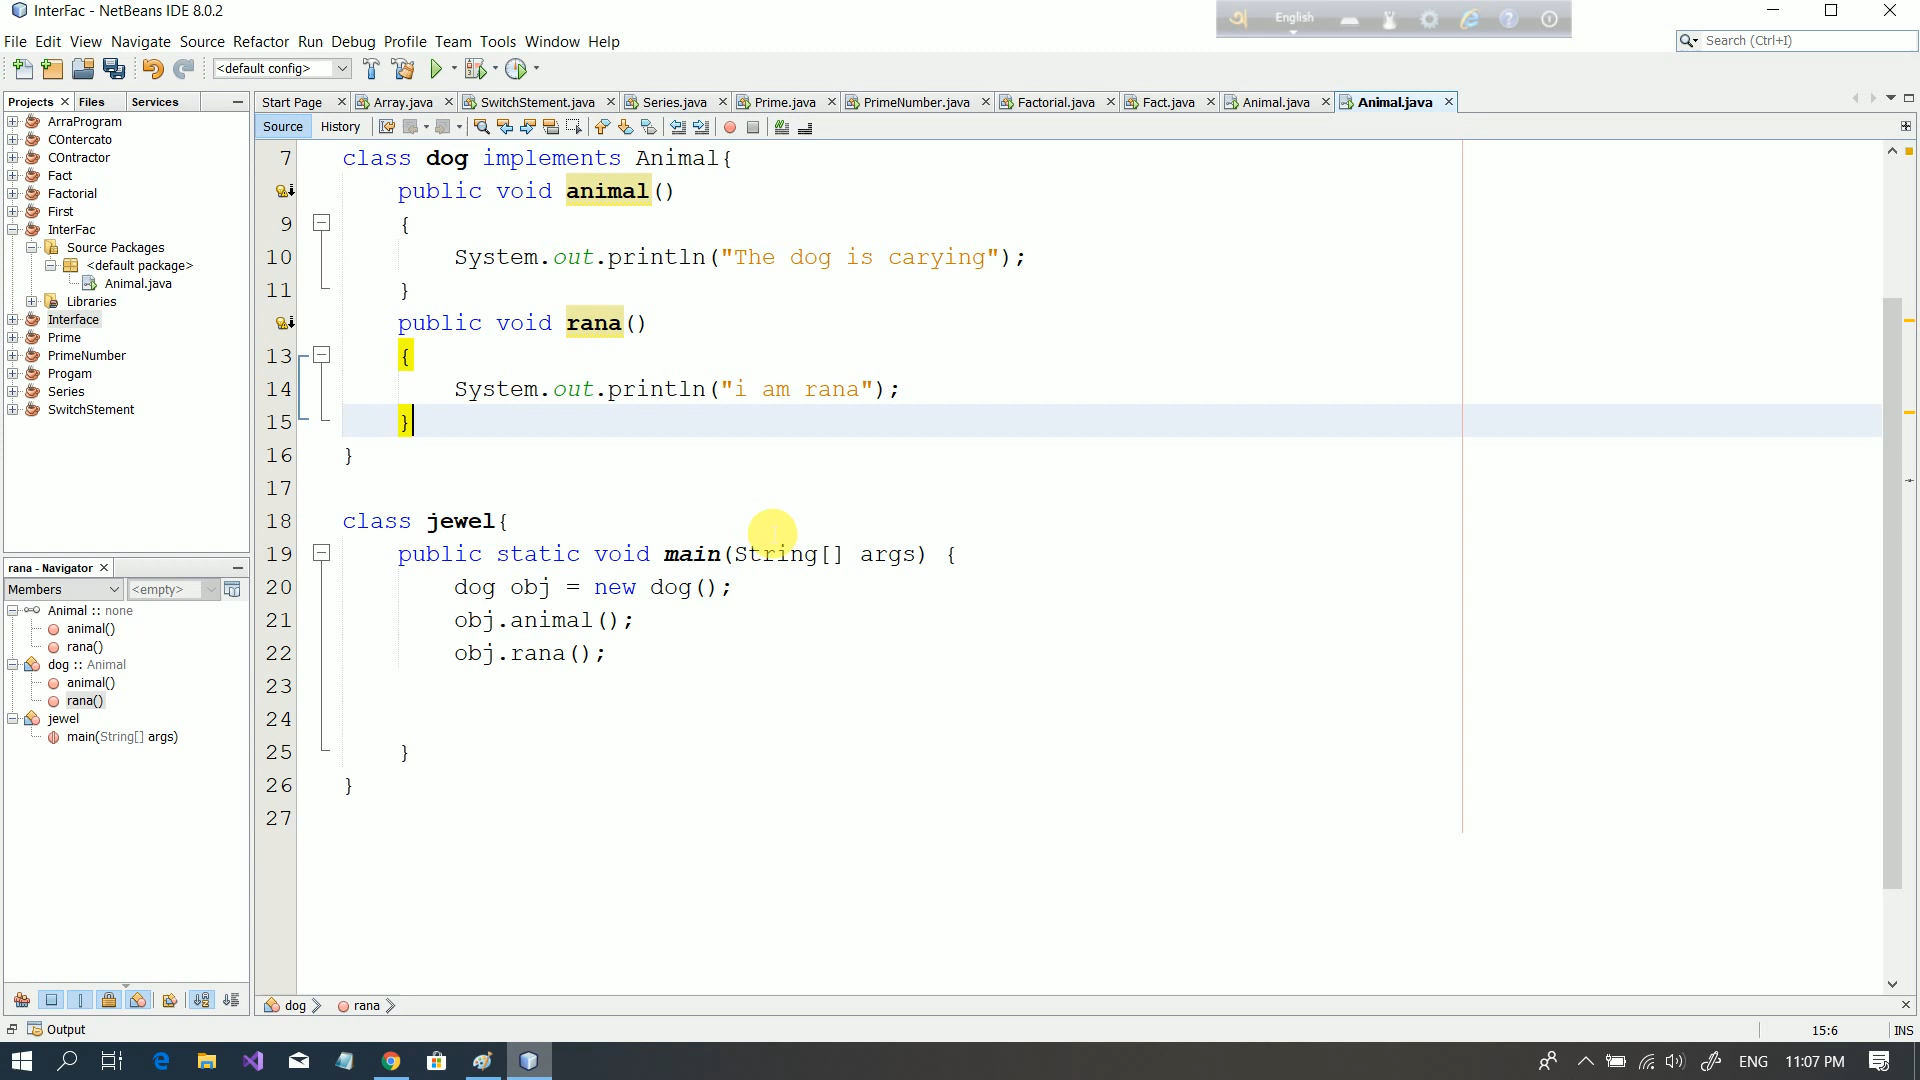 InterFac - NetBeans IDE 8.0.2
English
File Edit View Navigate Source Refactor Run Debug Profile Team Tools Window Help
Search (Ctrl+I)
<default config>
Projects Files Services
Start Page Array.java SwitchStement.java Series.java Prime.java PrimeNumber.java Factorial.java Fact.java Animal.java Animal.java
Source History
ArraProgram
COntercato
COntractor
Fact
Factorial
First
InterFac
Source Packages
<default package>
Animal.java
Libraries
Interface
Prime
PrimeNumber
Progam
Series
SwitchStement
7 class dog implements Animal{
public void animal()
9 {
10 System.out.println("The dog is carying");
11 }
public void rana()
13 {
14 System.out.println("i am rana");
15 }
16 }
17
18 class jewel{
19 public static void main(String[] args) {
20 dog obj = new dog();
21 obj.animal();
22 obj.rana();
23
24
25 }
26 }
27
rana - Navigator
Members <empty>
Animal :: none
animal()
rana()
dog :: Animal
animal()
rana()
jewel
main(String[] args)
dog rana
Output
15:6 INS
ENG 11:07 PM